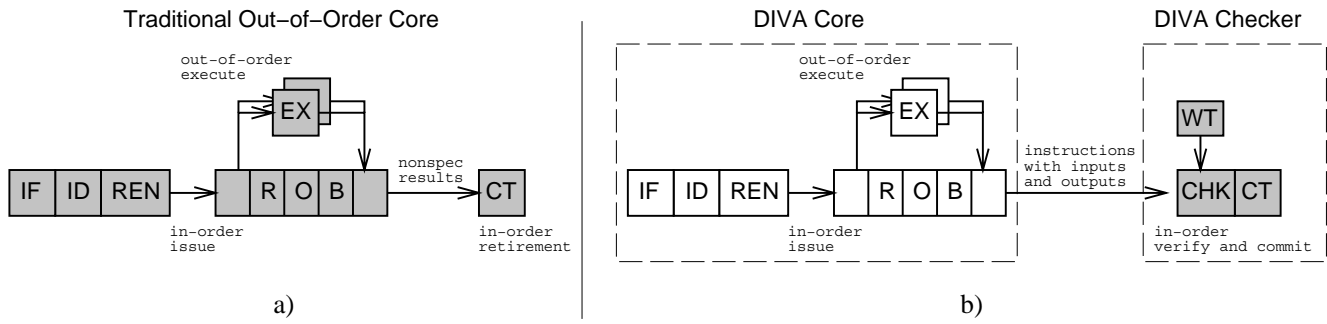 Traditional Out−of−Order Core
out-of-order
execute
EX
nonspec
results
IF ID REN
R O B
CT
in-order
issue
in-order
retirement
a)
DIVA Core
DIVA Checker
out-of-order
execute
EX
WT
instructions
with inputs
and outputs
IF ID REN
R O B
CHK CT
in-order
issue
in-order
verify and commit
b)